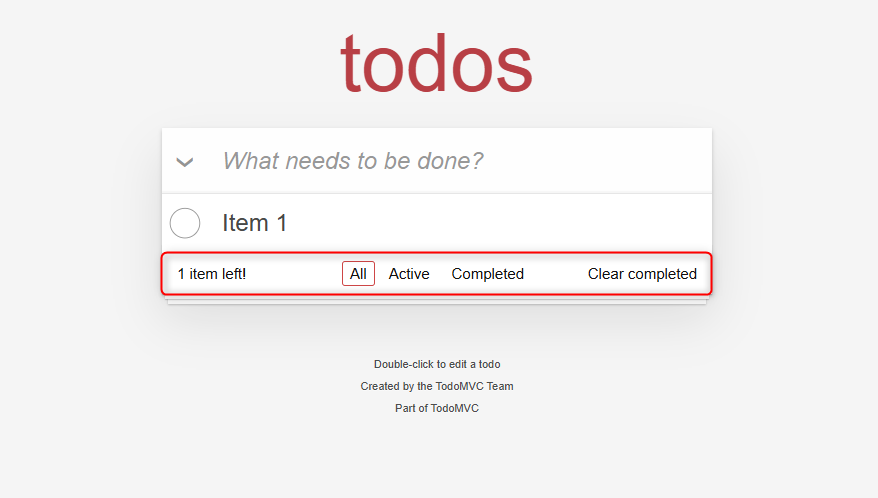 todos
What needs to be done?
Item 1
1 item left! All Active Completed Clear completed
Double-click to edit a todo
Created by the TodoMVC Team
Part of TodoMVC